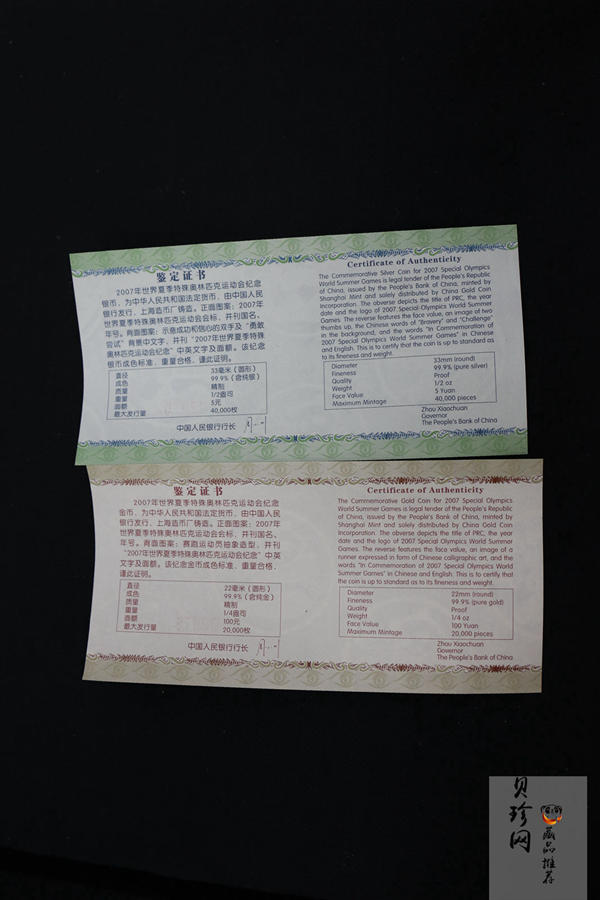 鉴定证书
2007年世界夏季特殊奥林匹克运动会纪念
银币，为中华人民共和国法定货币，由中国人民
银行发行，上海造币厂铸造。正面图案：2007年
世界夏季特殊奥林匹克运动会会标，并刊国名、
年号。背面图案：示意成功和信心的双手及“勇敢
尝试”背景中文字，并刊“2007年世界夏季特殊
奥林匹克运动会纪念”中英文字及面额。该纪念
银币成色标准，重量合格，谨此证明。
直径 33毫米（圆形）
成色 99.9%（含纯银）
质量 精制
重量 1/2盎司
面额 5元
最大发行量 40,000枚
中国人民银行行长
Certificate of Authenticity
The Commemorative Silver Coin for 2007 Special Olympics
World Summer Games is legal tender of the People's Republic
of China, issued by the People's Bank of China, minted by
Shanghai Mint and solely distributed by China Gold Coin
Incorporation. The obverse depicts the title of PRC, the year
date and the logo of 2007 Special Olympics World Summer
Games. The reverse features the face value, an image of two
thumbs up, the Chinese words of "Bravery" and "Challenge"
in the background, and the words "In Commemoration of
2007 Special Olympics World Summer Games" in Chinese
and English. This is to certify that the coin is up to standard as
to its fineness and weight.
Diameter 33mm (round)
Fineness 99.9% (pure silver)
Quality Proof
Weight 1/2 oz
Face Value 5 Yuan
Maximum Mintage 40,000 pieces
Zhou Xiaochuan
Governor
The People's Bank of China
鉴定证书
2007年世界夏季特殊奥林匹克运动会纪念
金币，为中华人民共和国法定货币，由中国人民
银行发行，上海造币厂铸造。正面图案：2007年
世界夏季特殊奥林匹克运动会会标，并刊国名、
年号。背面图案：赛跑运动员抽象造型，并刊
“2007年世界夏季特殊奥林匹克运动会纪念”中英
文字及面额。该纪念金币成色标准，重量合格，
谨此证明。
直径 22毫米（圆形）
成色 99.9%（含纯金）
质量 精制
重量 1/4盎司
面额 100元
最大发行量 20,000枚
中国人民银行行长
Certificate of Authenticity
The Commemorative Gold Coin for 2007 Special Olympics
World Summer Games is legal tender of the People's Republic
of China, issued by the People's Bank of China, minted by
Shanghai Mint and solely distributed by China Gold Coin
Incorporation. The obverse depicts the title of PRC, the year
date and the logo of 2007 Special Olympics World Summer
Games. The reverse features the face value, an image of a
runner expressed in form of Chinese calligraphic art, and the
words "In Commemoration of 2007 Special Olympics World
Summer Games" in Chinese and English. This is to certify that
the coin is up to standard as to its fineness and weight.
Diameter 22mm (round)
Fineness 99.9% (pure gold)
Quality Proof
Weight 1/4 oz
Face Value 100 Yuan
Maximum Mintage 20,000 pieces
Zhou Xiaochuan
Governor
The People's Bank of China
贝珍网
藏品推荐